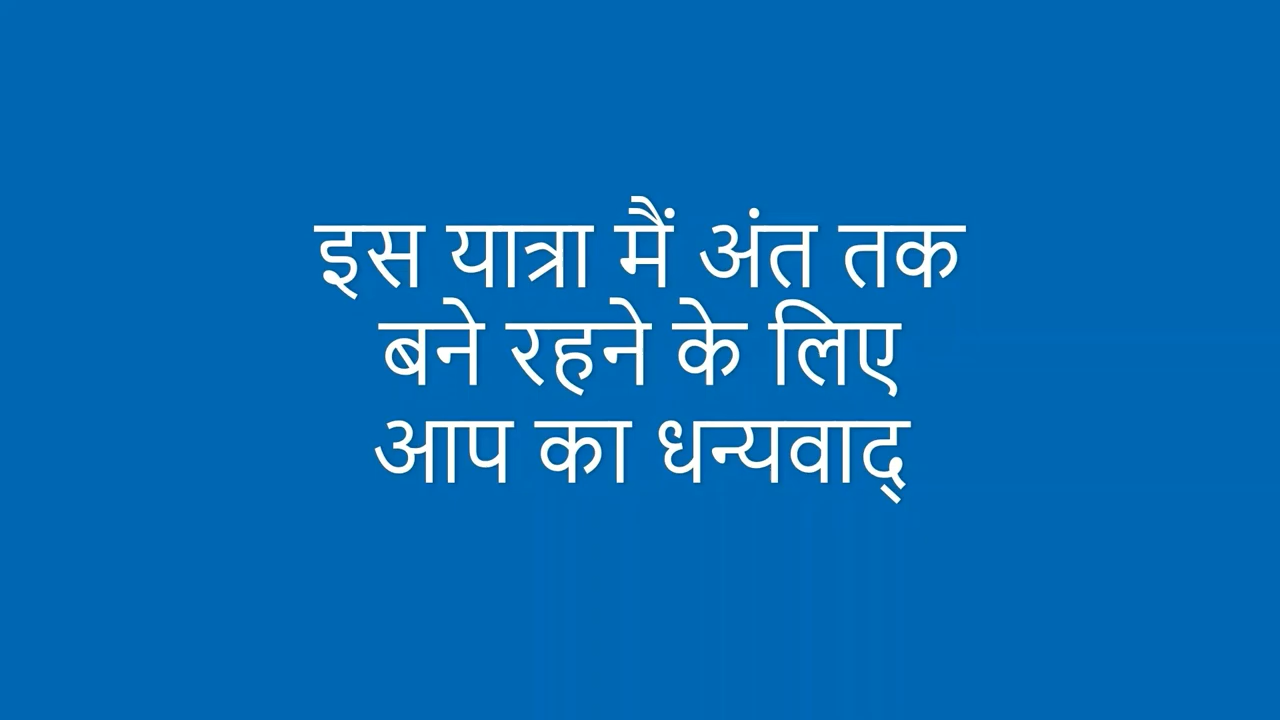 इस यात्रा मैं अंत तक
बने रहने के लिए
आप का धन्यवाद्